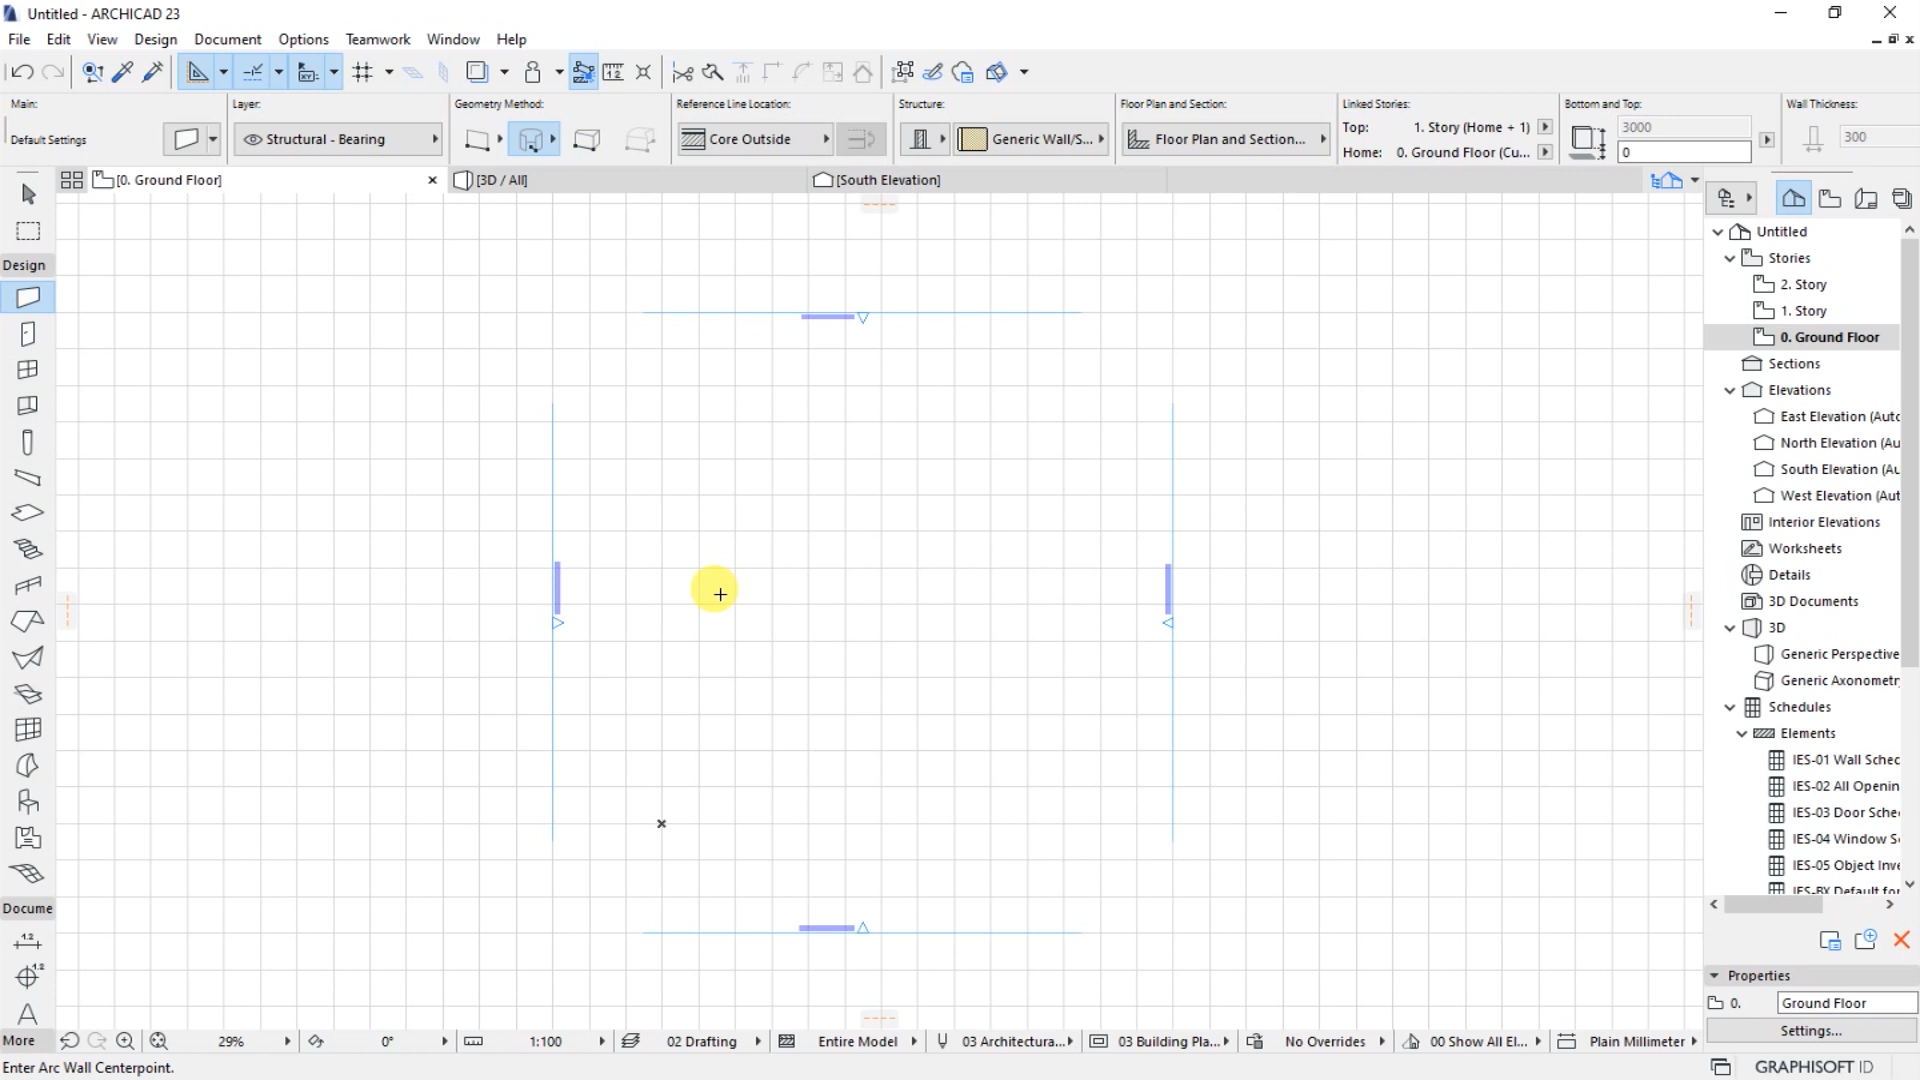 Untitled - ARCHICAD 23
File Edit View Design Document Options Teamwork Window Help
Main: Layer: Geometry Method: Reference Line Location: Structure: Floor Plan and Section: Linked Stories: Bottom and Top: Wall Thickness:
Top: 1. Story (Home + 1) 3000
Default Settings Structural - Bearing Core Outside Generic Wall/S... Floor Plan and Section... 300
Home: 0. Ground Floor (Cu... 0
[0. Ground Floor] [3D / All] [South Elevation]
Design
Untitled
Stories
2. Story
1. Story
0. Ground Floor
Sections
Elevations
East Elevation (Auto
North Elevation (Au
South Elevation (Au
West Elevation (Aut
Interior Elevations
Worksheets
Details
3D Documents
3D
Generic Perspective
Generic Axonometr
Schedules
Elements
IES-01 Wall Sched
IES-02 All Openin
IES-03 Door Sche
IES-04 Window S
IES-05 Object Inve
Docume
1.2
1.2
A
Properties
0. Ground Floor
Settings...
More 29% 0° 1:100 02 Drafting Entire Model 03 Architectura... 03 Building Pla... No Overrides 00 Show All El... Plain Millimeter
Enter Arc Wall Centerpoint. GRAPHISOFT ID